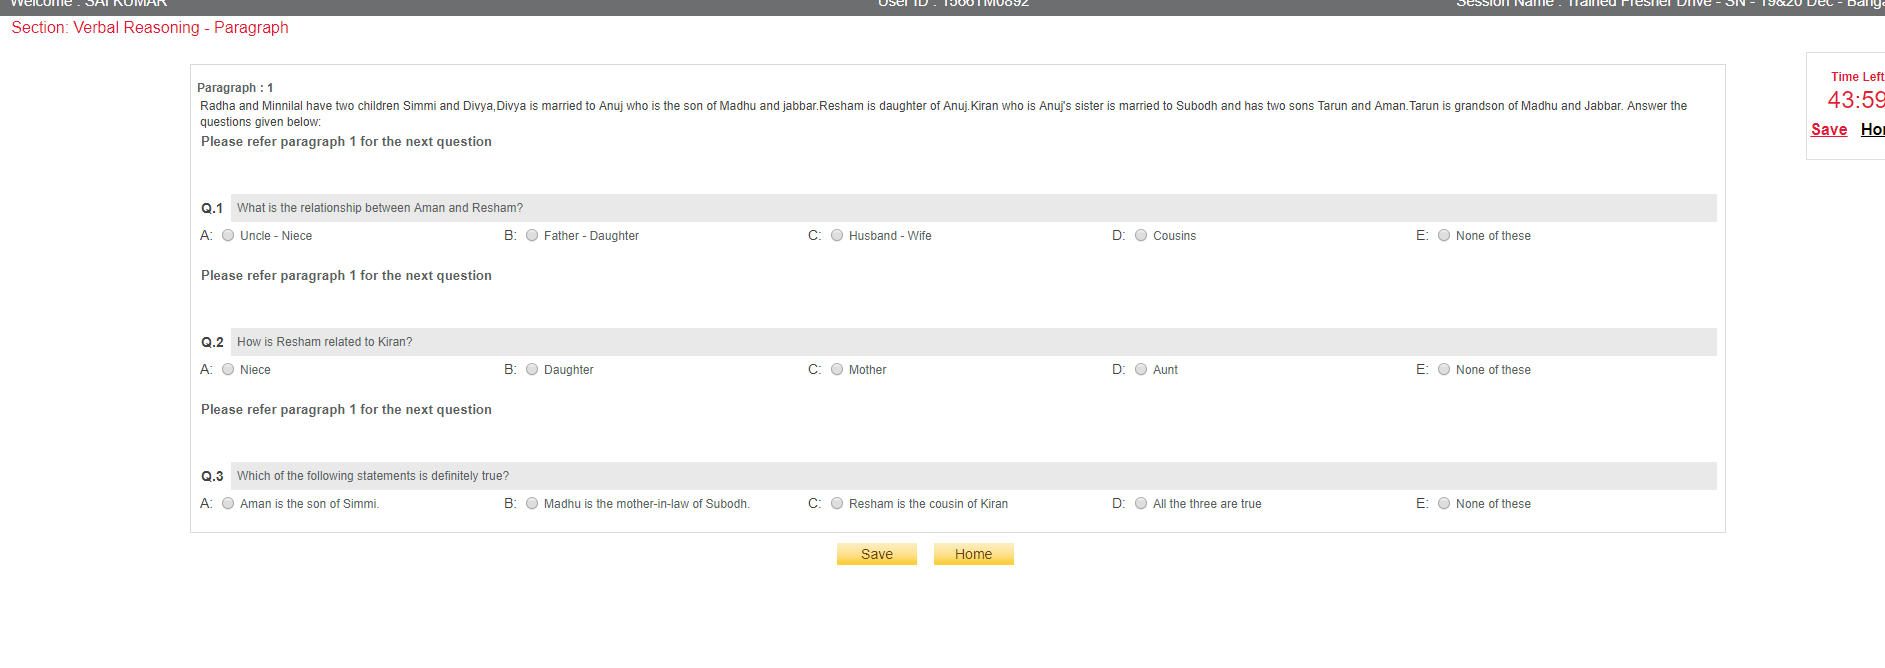 Welcome : SAI KUMAR User ID : 15661M0892 Session Name : Trained Fresher Drive - SN - 19&20 Dec - Banga
Section: Verbal Reasoning - Paragraph
Time Left
43:59
Save Hor
Paragraph : 1
Radha and Minnilal have two children Simmi and Divya,Divya is married to Anuj who is the son of Madhu and jabbar.Resham is daughter of Anuj.Kiran who is Anuj's sister is married to Subodh and has two sons Tarun and Aman.Tarun is grandson of Madhu and Jabbar. Answer the
questions given below:
Please refer paragraph 1 for the next question
Q.1 What is the relationship between Aman and Resham?
A: Uncle - Niece B: Father - Daughter C: Husband - Wife D: Cousins E: None of these
Please refer paragraph 1 for the next question
Q.2 How is Resham related to Kiran?
A: Niece B: Daughter C: Mother D: Aunt E: None of these
Please refer paragraph 1 for the next question
Q.3 Which of the following statements is definitely true?
A: Aman is the son of Simmi. B: Madhu is the mother-in-law of Subodh. C: Resham is the cousin of Kiran D: All the three are true E: None of these
Save Home